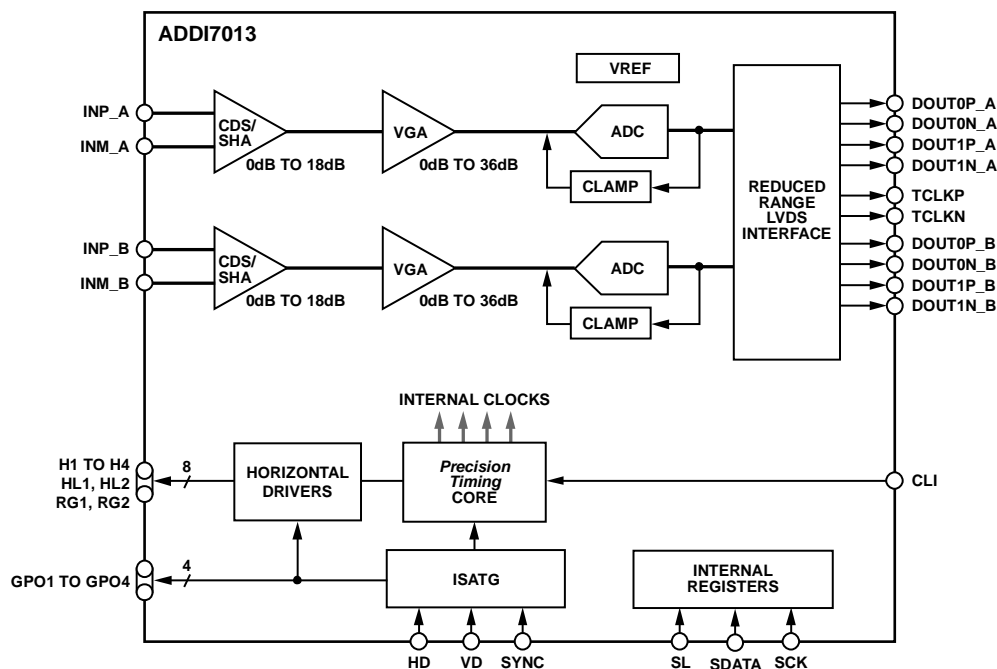 ADDI7013
VREF
INP_A
INM_A
CDS/
SHA
0dB TO 18dB
VGA
0dB TO 36dB
ADC
CLAMP
INP_B
INM_B
CDS/
SHA
0dB TO 18dB
VGA
0dB TO 36dB
ADC
CLAMP
REDUCED
RANGE
LVDS
INTERFACE
DOUT0P_A
DOUT0N_A
DOUT1P_A
DOUT1N_A
TCLKP
TCLKN
DOUT0P_B
DOUT0N_B
DOUT1P_B
DOUT1N_B
INTERNAL CLOCKS
H1 TO H4
HL1, HL2
RG1, RG2
8
HORIZONTAL
DRIVERS
Precision
Timing
CORE
CLI
GPO1 TO GPO4
4
ISATG
INTERNAL
REGISTERS
HD
VD
SYNC
SL
SDATA
SCK